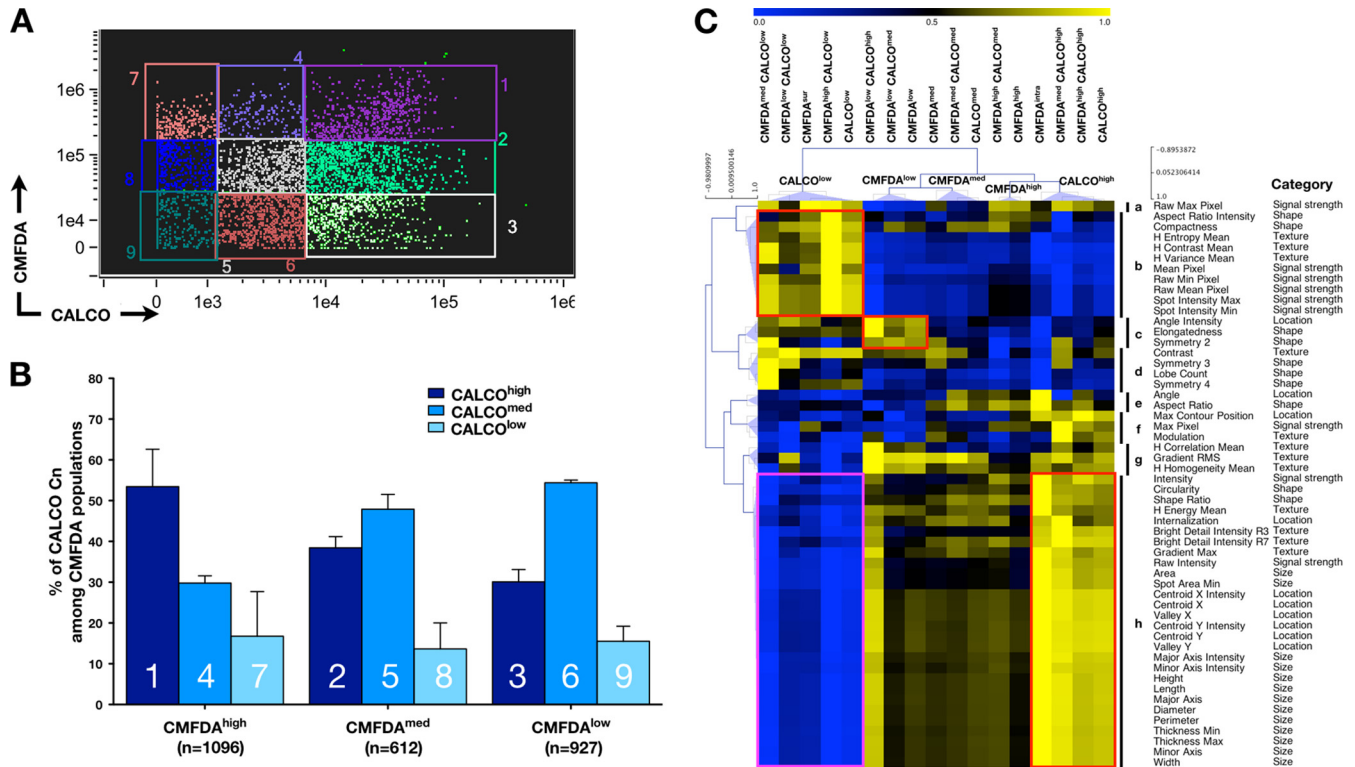 A
CMFDA
CALCO
1e6
1e5
1e4
0
0
1e3
1e4
1e5
1e6
7
4
1
2
8
3
9
5
6
B
% of CALCO Cn
among CMFDA populations
80
70
60
50
40
30
20
10
0
CALCOhigh
CALCOmed
CALCOlow
1 4 7 2 5 8 3 6 9
CMFDAhigh CMFDAmed CMFDAlow
(n=1096) (n=612) (n=927)
C
0.0 0.5 1.0
CMFDAmed CALCOlow
CMFDAlow CALCOlow
CMFDAsur
CMFDAhigh CALCOlow
CALCOlow
CMFDAlow CALCOhigh
CMFDAlow CALCOmed
CMFDAlow
CMFDAmed
CMFDAmed CALCOmed
CALCOmed
CMFDAhigh CALCOmed
CMFDAhigh
CMFDAintra
CMFDAmed CALCOhigh
CMFDAhigh CALCOhigh
CALCOhigh
-0.9809997
0.009500146
1.0
-0.8953872
0.052306414
1.0
CALCOlow CMFDAlow CMFDAmed CMFDAhigh CALCOhigh
Category
a
b
c
d
e
f
g
h
Raw Max Pixel Signal strength
Aspect Ratio Intensity Shape
Compactness Shape
H Entropy Mean Texture
H Contrast Mean Texture
H Variance Mean Texture
Mean Pixel Signal strength
Raw Min Pixel Signal strength
Raw Mean Pixel Signal strength
Spot Intensity Max Signal strength
Spot Intensity Min Signal strength
Angle Intensity Location
Elongatedness Shape
Symmetry 2 Shape
Contrast Texture
Symmetry 3 Shape
Lobe Count Shape
Symmetry 4 Shape
Angle Location
Aspect Ratio Shape
Max Contour Position Location
Max Pixel Signal strength
Modulation Texture
H Correlation Mean Texture
Gradient RMS Texture
H Homogeneity Mean Texture
Intensity Signal strength
Circularity Shape
Shape Ratio Shape
H Energy Mean Texture
Internalization Location
Bright Detail Intensity R3 Texture
Bright Detail Intensity R7 Texture
Gradient Max Texture
Raw Intensity Signal strength
Area Size
Spot Area Min Size
Centroid X Intensity Location
Centroid X Location
Valley X Location
Centroid Y Intensity Location
Centroid Y Location
Valley Y Location
Major Axis Intensity Size
Minor Axis Intensity Size
Height Size
Length Size
Major Axis Size
Diameter Size
Perimeter Size
Thickness Min Size
Thickness Max Size
Minor Axis Size
Width Size